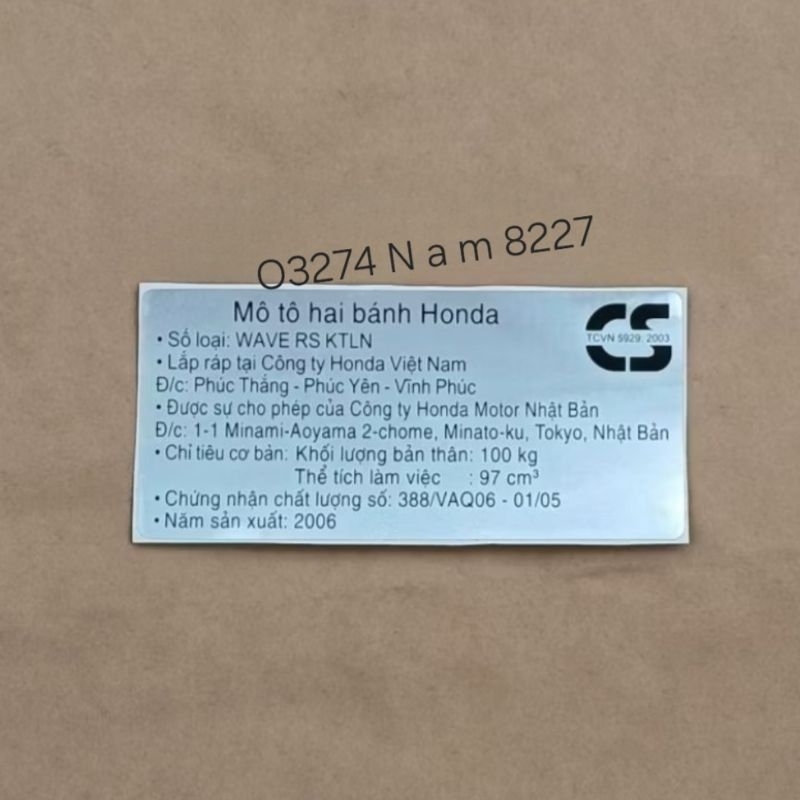 O3274 N a m 8227
Mô tô hai bánh Honda
CS
TCVN 5929: 2003
• Số loại: WAVE RS KTLN
• Lắp ráp tại Công ty Honda Việt Nam
Đ/c: Phúc Thắng - Phúc Yên - Vĩnh Phúc
• Được sự cho phép của Công ty Honda Motor Nhật Bản
Đ/c: 1-1 Minami-Aoyama 2-chome, Minato-ku, Tokyo, Nhật Bản
• Chỉ tiêu cơ bản: Khối lượng bản thân: 100 kg
Thể tích làm việc : 97 cm³
• Chứng nhận chất lượng số: 388/VAQ06 - 01/05
• Năm sản xuất: 2006